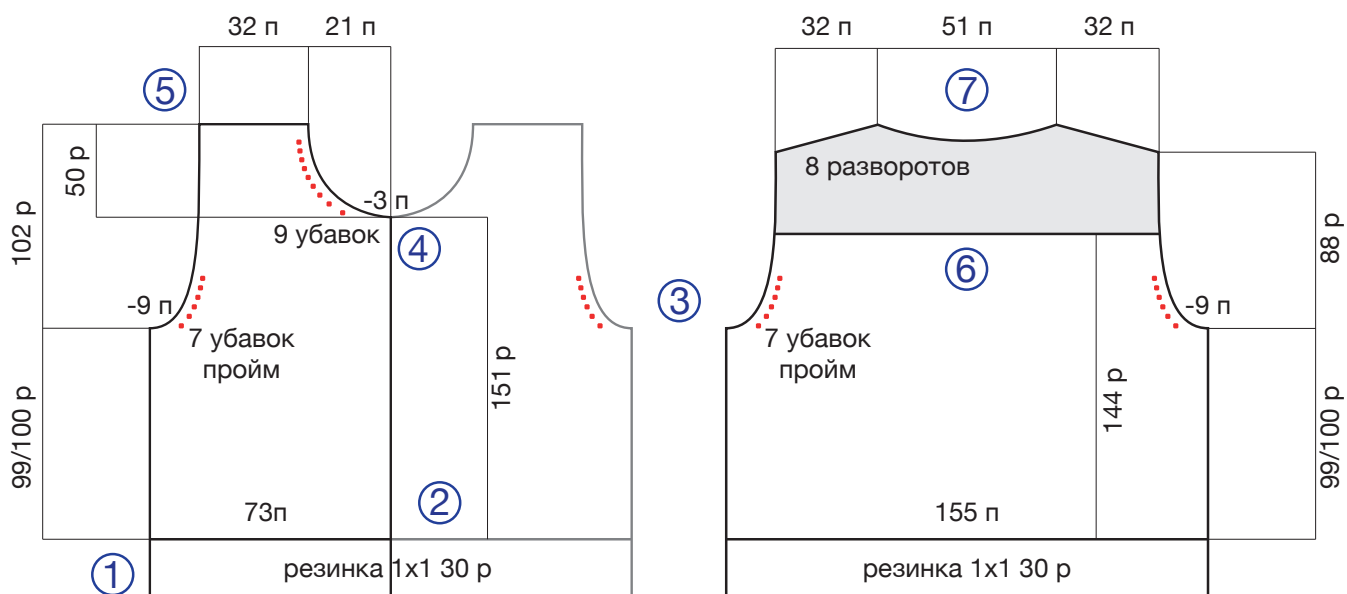 32 п 21 п
5
50 р
102 р
-3 п
9 убавок
4
-9 п
7 убавок
пройм
151 р
99/100 р
73п
2
1
резинка 1х1 30 р
3
32 п 51 п 32 п
7
8 разворотов
6
88 р
-9 п
7 убавок
пройм
144 р
99/100 р
155 п
резинка 1х1 30 р